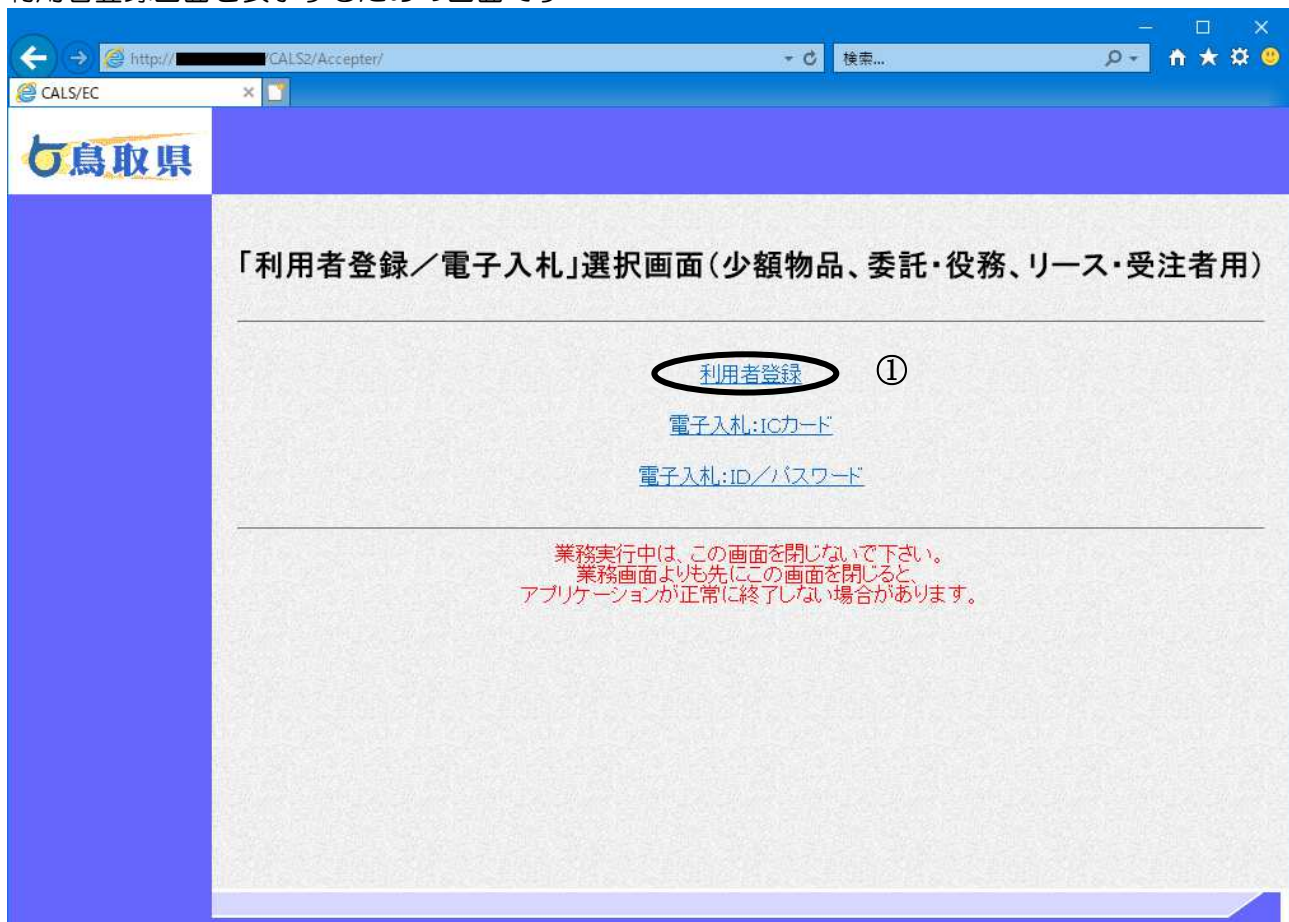 http:// /CALS2/Accepter/
検索...
CALS/EC
鳥取県
「利用者登録／電子入札」選択画面(少額物品、委託・役務、リース・受注者用)
利用者登録 ①
電子入札:ICカード
電子入札:ID／パスワード
業務実行中は、この画面を閉じないで下さい。
業務画面よりも先にこの画面を閉じると、
アプリケーションが正常に終了しない場合があります。